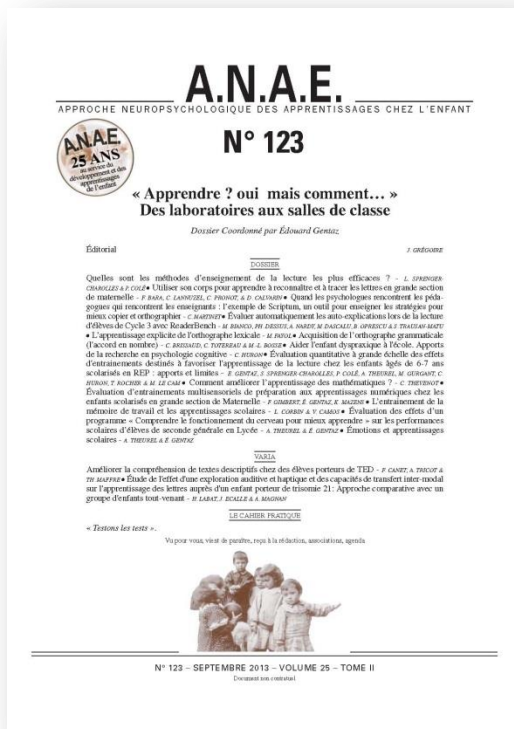 A.N.A.E.
APPROCHE NEUROPSYCHOLOGIQUE DES APPRENTISSAGES CHEZ L'ENFANT
A.N.A.E.
25 ANS
au service du
développement et des
apprentissages
de l'enfant
N° 123
« Apprendre ? oui mais comment… »
Des laboratoires aux salles de classe
Dossier Coordonné par Édouard Gentaz
Éditorial J. GRÉGOIRE
DOSSIER
Quelles sont les méthodes d'enseignement de la lecture les plus efficaces ? - L. SPRENGER-
CHAROLLES & P. COLÉ ● Utiliser son corps pour apprendre à reconnaître et à tracer les lettres en grande section
de maternelle - F. BARA, C. LANNUZEL, C. PRONOST, & D. CALVARIN ● Quand les psychologues rencontrent les péda-
gogues qui rencontrent les enseignants : l'exemple de Scriptum, un outil pour enseigner les stratégies pour
mieux copier et orthographier - C. MARTINET ● Évaluer automatiquement les auto-explications lors de la lecture
d'élèves de Cycle 3 avec ReaderBench - M. BIANCO, PH. DESSUS, A. NARDY, M. DASCALU, B. OPRESCU & S. TRAUSAN-MATU
● L'apprentissage explicite de l'orthographe lexicale - M. FAYOL ● Acquisition de l'orthographe grammaticale
(l'accord en nombre) - C. BRISSAUD, C. TOTEREAU & M.-L. BOSSE ● Aider l'enfant dyspraxique à l'école. Apports
de la recherche en psychologie cognitive - C. HURON ● Évaluation quantitative à grande échelle des effets
d'entrainements destinés à favoriser l'apprentissage de la lecture chez les enfants âgés de 6-7 ans
scolarisés en REP : apports et limites - E. GENTAZ, L. SPRENGER-CHAROLLES, P. COLÉ, A. THEUREL, M. GURGANT, C.
HURON, T. ROCHER & M. LE CAM ● Comment améliorer l'apprentissage des mathématiques ? - C. THEVENOT ●
Évaluation d'entrainements multisensoriels de préparation aux apprentissages numériques chez les
enfants scolarisés en grande section de Maternelle - F. GIMBERT, É. GENTAZ, K. MAZENS ● L'entrainement de la
mémoire de travail et les apprentissages scolaires - L. CORBIN & V. CAMOS ● Évaluation des effets d'un
programme « Comprendre le fonctionnement du cerveau pour mieux apprendre » sur les performances
scolaires d'élèves de seconde générale en Lycée - A. THEUREL & E. GENTAZ ● Émotions et apprentissages
scolaires - A. THEUREL & E. GENTAZ
VARIA
Améliorer la compréhension de textes descriptifs chez des élèves porteurs de TED - P. CANET, A. TRICOT &
TH. MAFFRE ● Étude de l'effet d'une exploration auditive et haptique et des capacités de transfert inter-modal
sur l'apprentissage des lettres auprès d'un enfant porteur de trisomie 21 : Approche comparative avec un
groupe d'enfants tout-venant - H. LABAT, J. ECALLE & A. MAGNAN
LE CAHIER PRATIQUE
« Testons les tests ».
Vu pour vous, vient de paraître, reçu à la rédaction, associations, agenda
N° 123 – SEPTEMBRE 2013 – VOLUME 25 – TOME II
Document non contractuel